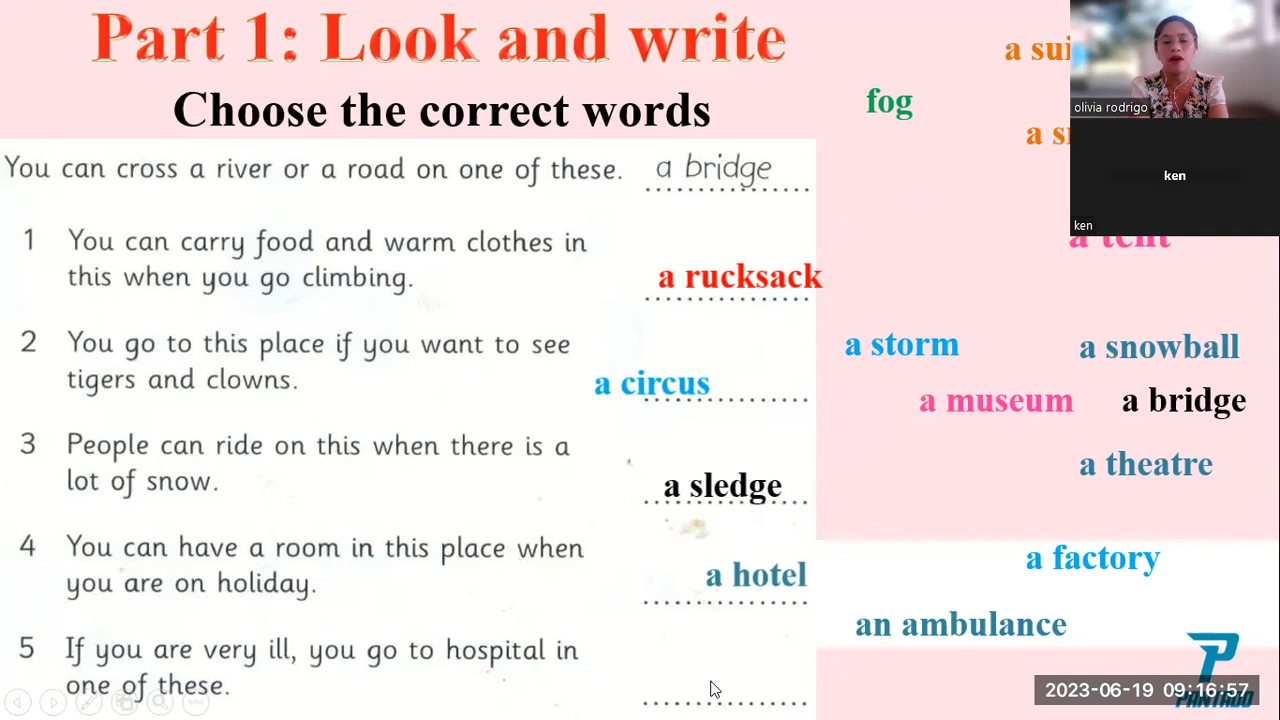 Part 1: Look and write
Choose the correct words
You can cross a river or a road on one of these. a bridge
1 You can carry food and warm clothes in
this when you go climbing.
a rucksack
2 You go to this place if you want to see
tigers and clowns.
a circus
3 People can ride on this when there is a
lot of snow.
a sledge
4 You can have a room in this place when
you are on holiday.
a hotel
5 If you are very ill, you go to hospital in
one of these.
fog
a tent
a storm
a snowball
a museum
a bridge
a theatre
a factory
an ambulance
olivia rodrigo
ken
ken
2023-06-19 09:16:57
PANTADO